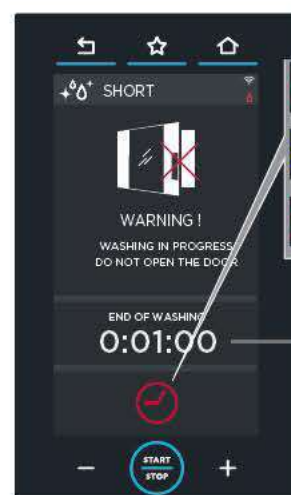 SHORT
WARNING !
WASHING IN PROGRESS
DO NOT OPEN THE DOOR
END OF WASHING
0:01:00
START
STOP